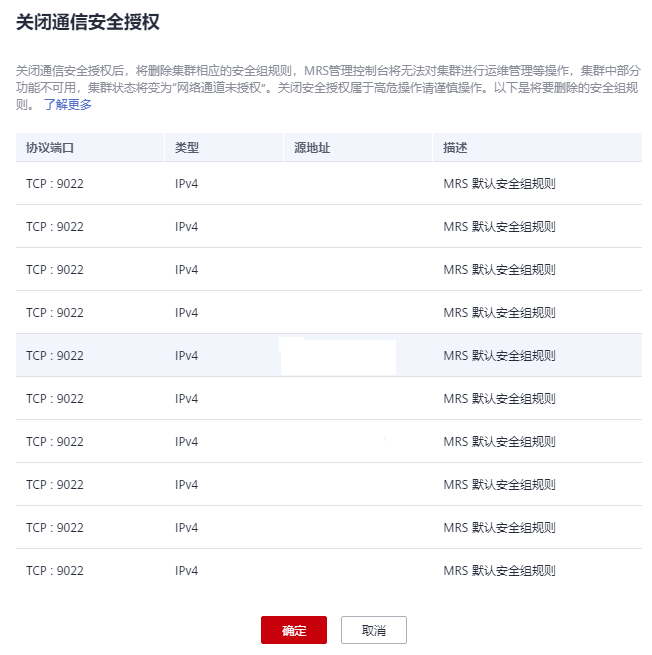 关闭通信安全授权
关闭通信安全授权后，将删除集群相应的安全组规则，MRS管理控制台将无法对集群进行运维管理等操作，集群中部分
功能不可用，集群状态将变为“网络通道未授权”。关闭安全授权属于高危操作请谨慎操作。以下是将要删除的安全组规
则。 了解更多
协议端口 类型 源地址 描述
TCP : 9022 IPv4 MRS 默认安全组规则
TCP : 9022 IPv4 MRS 默认安全组规则
TCP : 9022 IPv4 MRS 默认安全组规则
TCP : 9022 IPv4 MRS 默认安全组规则
TCP : 9022 IPv4 MRS 默认安全组规则
TCP : 9022 IPv4 MRS 默认安全组规则
TCP : 9022 IPv4 MRS 默认安全组规则
TCP : 9022 IPv4 MRS 默认安全组规则
TCP : 9022 IPv4 MRS 默认安全组规则
TCP : 9022 IPv4 MRS 默认安全组规则
确定 取消